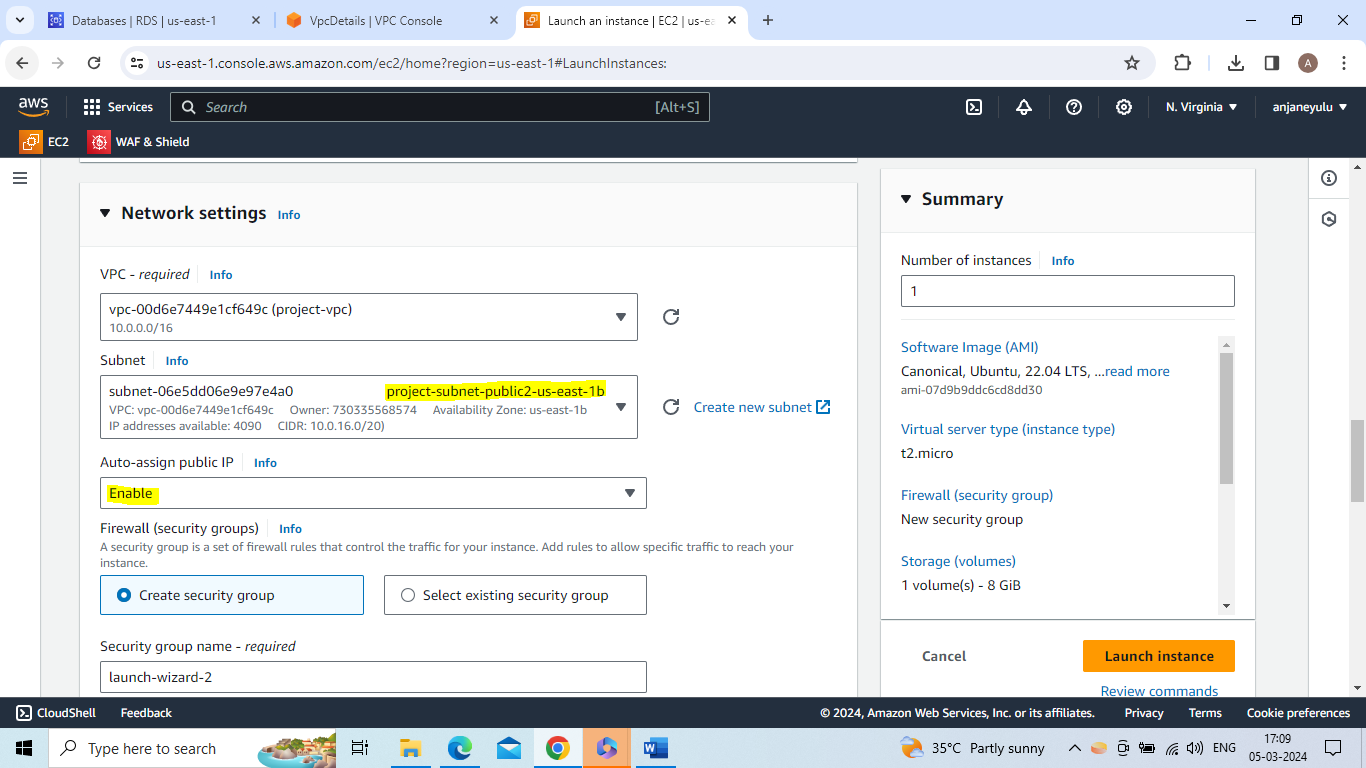 Databases | RDS | us-east-1
VpcDetails | VPC Console
Launch an instance | EC2 | us-ea
us-east-1.console.aws.amazon.com/ec2/home?region=us-east-1#LaunchInstances:
A
aws
Services
Search
[Alt+S]
N. Virginia
anjaneyulu
EC2
WAF & Shield
Network settings Info
VPC - required Info
vpc-00d6e7449e1cf649c (project-vpc)
10.0.0.0/16
Subnet Info
subnet-06e5dd06e9e97e4a0 project-subnet-public2-us-east-1b
VPC: vpc-00d6e7449e1cf649c Owner: 730335568574 Availability Zone: us-east-1b
IP addresses available: 4090 CIDR: 10.0.16.0/20)
Create new subnet
Auto-assign public IP Info
Enable
Firewall (security groups) Info
A security group is a set of firewall rules that control the traffic for your instance. Add rules to allow specific traffic to reach your
instance.
Create security group
Select existing security group
Security group name - required
launch-wizard-2
Summary
Number of instances Info
1
Software Image (AMI)
Canonical, Ubuntu, 22.04 LTS, ...read more
ami-07d9b9ddc6cd8dd30
Virtual server type (instance type)
t2.micro
Firewall (security group)
New security group
Storage (volumes)
1 volume(s) - 8 GiB
Cancel
Launch instance
Review commands
CloudShell
Feedback
© 2024, Amazon Web Services, Inc. or its affiliates.
Privacy
Terms
Cookie preferences
Type here to search
35°C Partly sunny
ENG
17:09
05-03-2024